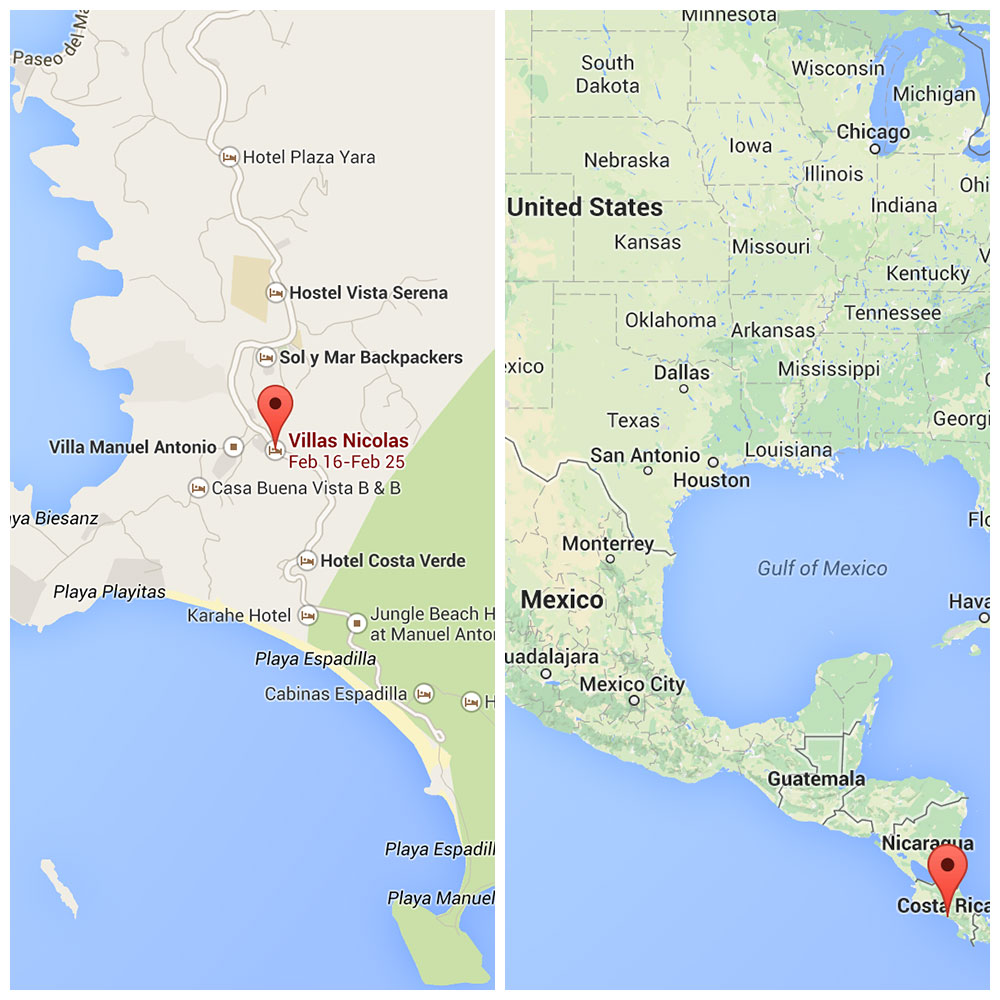 Paseo del Ma
Hotel Plaza Yara
Hostel Vista Serena
Sol y Mar Backpackers
Villas Nicolas
Feb 16-Feb 25
Villa Manuel Antonio
Casa Buena Vista B & B
ya Biesanz
Hotel Costa Verde
Playa Playitas
Karahe Hotel
Jungle Beach H
at Manuel Anton
Playa Espadilla
Cabinas Espadilla
H
Playa Espadill
Playa Manuel
Minnesota
South
Dakota
Wisconsin
Michigan
Chicago
Iowa
Nebraska
Illinois
Ohi
Indiana
United States
Kansas
Missouri
V
Kentucky
Tennessee
Oklahoma
Arkansas
exico
Dallas
Mississippi
C
Texas
Georgi
San Antonio
Louisiana
Houston
Flo
Monterrey
Gulf of Mexico
Mexico
Hava
uadalajara
Mexico City
Guatemala
Nicaragua
Costa Rica